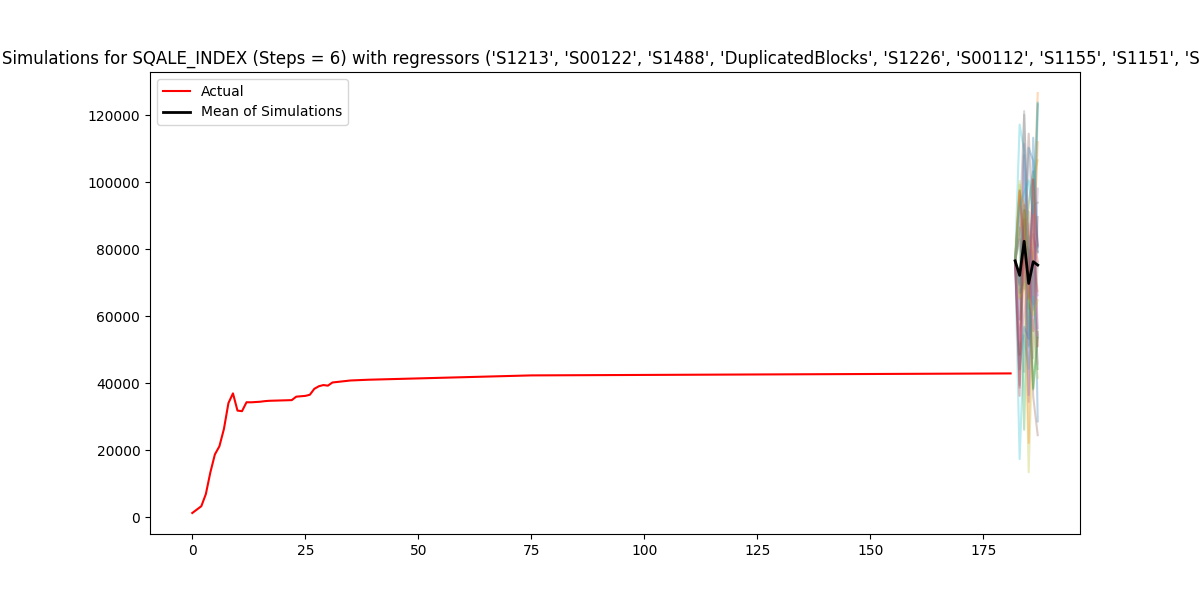 Simulations for SQALE_INDEX (Steps = 6) with regressors ('S1213', 'S00122', 'S1488', 'DuplicatedBlocks', 'S1226', 'S00112', 'S1155', 'S1151', 'S
Actual
Mean of Simulations
120000
100000
80000
60000
40000
20000
0
0 25 50 75 100 125 150 175